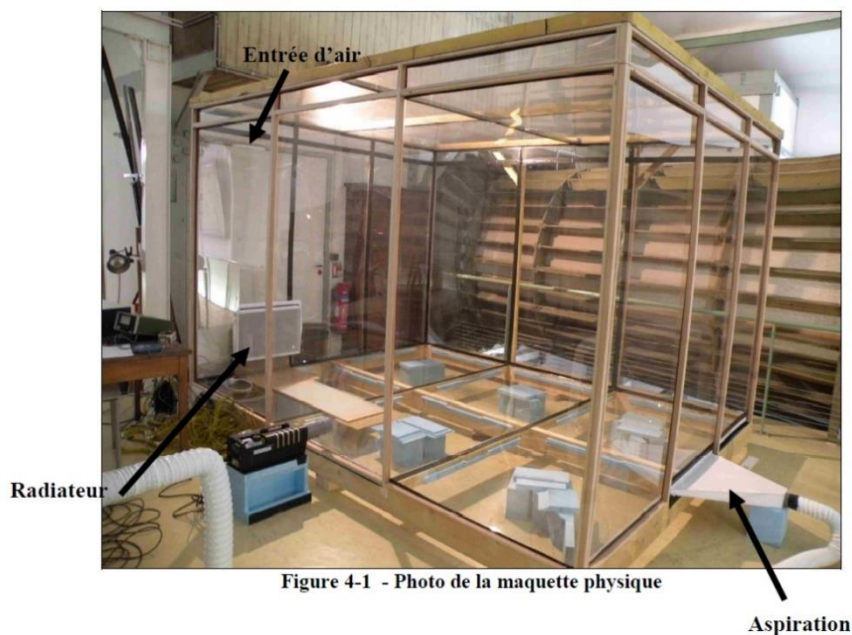 Entrée d'air
Radiateur
Figure 4-1 - Photo de la maquette physique
Aspiration